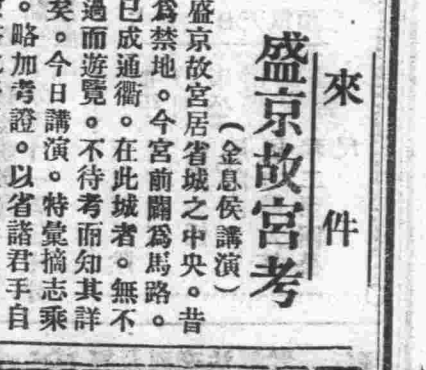 來件
盛京故宮考
（金息侯講演）
盛京故宮居省城之中央。昔
爲禁地。今宮前闢爲馬路。
已成通衢。在此城者。無不
過而遊覽。不待考而知其詳
矣。今日講演。特彙摘志乘
。略加考證。以省諸君手自